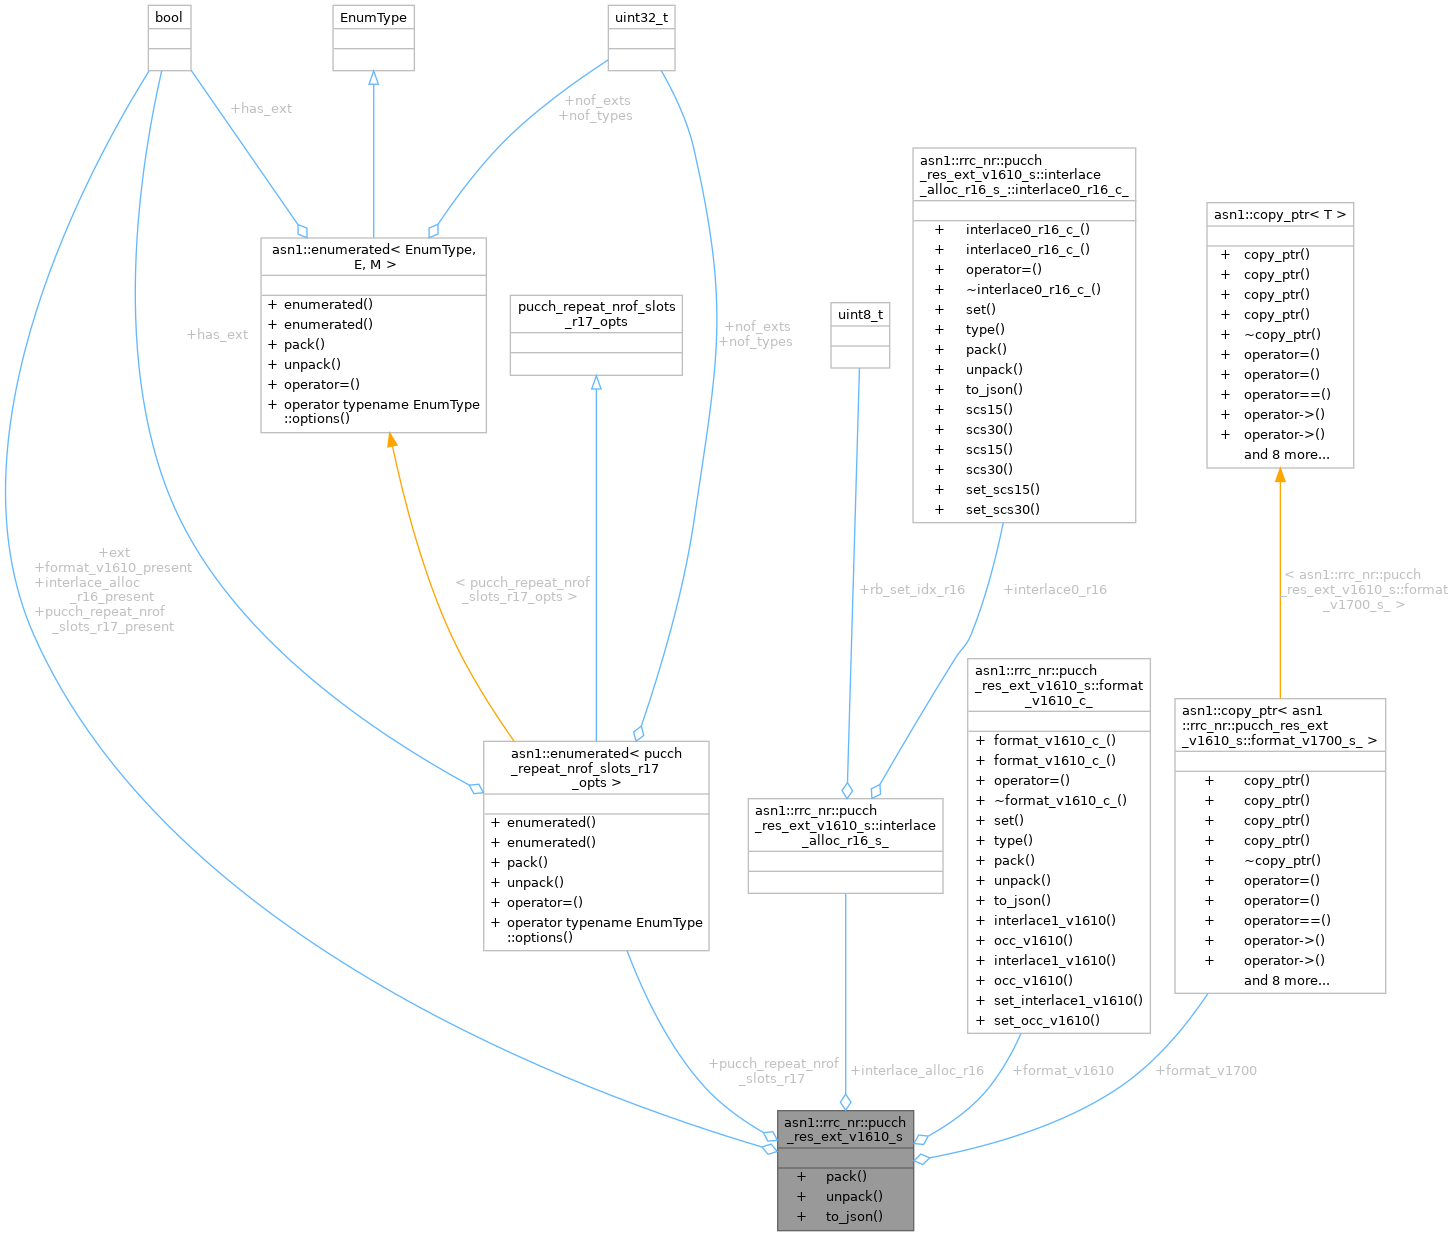 bool
EnumType
uint32_t
+has_ext
+nof_exts
+nof_types
asn1::rrc_nr::pucch
_res_ext_v1610_s::interlace
_alloc_r16_s_::interlace0_r16_c_
+ interlace0_r16_c_()
+ interlace0_r16_c_()
+ operator=()
+ ~interlace0_r16_c_()
+ set()
+ type()
+ pack()
+ unpack()
+ to_json()
+ scs15()
+ scs30()
+ scs15()
+ scs30()
+ set_scs15()
+ set_scs30()
asn1::copy_ptr< T >
+ copy_ptr()
+ copy_ptr()
+ copy_ptr()
+ copy_ptr()
+ ~copy_ptr()
+ operator=()
+ operator=()
+ operator==()
+ operator->()
+ operator->()
and 8 more...
asn1::enumerated< EnumType,
E, M >
+ enumerated()
+ enumerated()
+ pack()
+ unpack()
+ operator=()
+ operator typename EnumType
::options()
pucch_repeat_nrof_slots
_r17_opts
uint8_t
+has_ext
+nof_exts
+nof_types
+ext
+format_v1610_present
+interlace_alloc
_r16_present
+pucch_repeat_nrof
_slots_r17_present
< pucch_repeat_nrof
_slots_r17_opts >
+rb_set_idx_r16
+interlace0_r16
< asn1::rrc_nr::pucch
_res_ext_v1610_s::format
_v1700_s_ >
asn1::enumerated< pucch
_repeat_nrof_slots_r17
_opts >
+ enumerated()
+ enumerated()
+ pack()
+ unpack()
+ operator=()
+ operator typename EnumType
::options()
asn1::rrc_nr::pucch
_res_ext_v1610_s::interlace
_alloc_r16_s_
asn1::rrc_nr::pucch
_res_ext_v1610_s::format
_v1610_c_
+ format_v1610_c_()
+ format_v1610_c_()
+ operator=()
+ ~format_v1610_c_()
+ set()
+ type()
+ pack()
+ unpack()
+ to_json()
+ interlace1_v1610()
+ occ_v1610()
+ interlace1_v1610()
+ occ_v1610()
+ set_interlace1_v1610()
+ set_occ_v1610()
asn1::copy_ptr< asn1
::rrc_nr::pucch_res_ext
_v1610_s::format_v1700_s_ >
+ copy_ptr()
+ copy_ptr()
+ copy_ptr()
+ copy_ptr()
+ ~copy_ptr()
+ operator=()
+ operator=()
+ operator==()
+ operator->()
+ operator->()
and 8 more...
+pucch_repeat_nrof
_slots_r17
+interlace_alloc_r16
+format_v1610
+format_v1700
asn1::rrc_nr::pucch
_res_ext_v1610_s
+ pack()
+ unpack()
+ to_json()